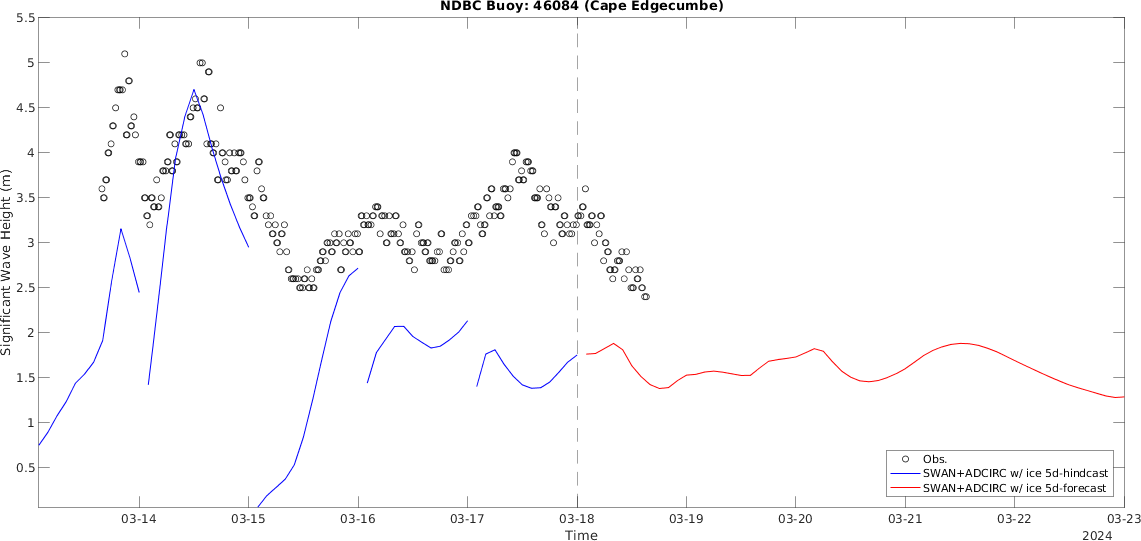 NDBC Buoy: 46084 (Cape Edgecumbe)
5.5
5
4.5
4
3.5
3
2.5
2
1.5
1
0.5
Significant Wave Height (m)
Obs.
SWAN+ADCIRC w/ ice 5d-hindcast
SWAN+ADCIRC w/ ice 5d-forecast
03-14 03-15 03-16 03-17 03-18 03-19 03-20 03-21 03-22 03-23
Time
2024